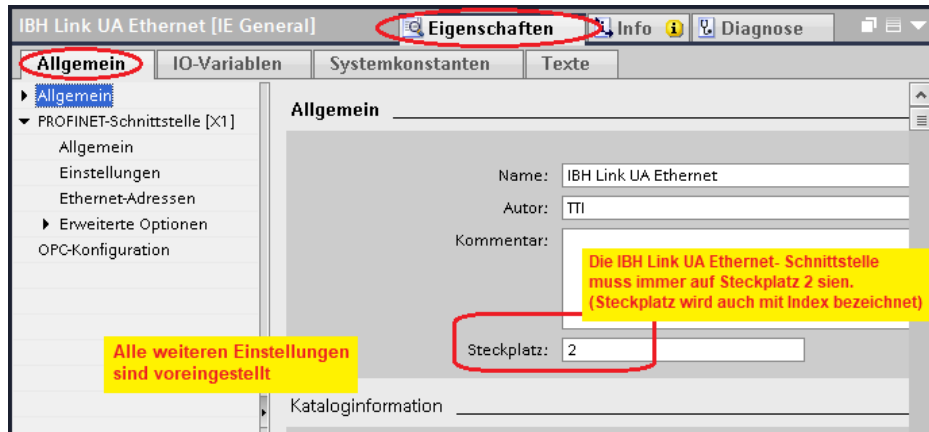 IBH Link UA Ethernet [IE General]
Eigenschaften
Info
Diagnose
Allgemein
IO-Variablen
Systemkonstanten
Texte
Allgemein
PROFINET-Schnittstelle [X1]
Allgemein
Einstellungen
Ethernet-Adressen
Erweiterte Optionen
OPC-Konfiguration
Alle weiteren Einstellungen
sind voreingestellt
Allgemein
Name: IBH Link UA Ethernet
Autor: TTI
Kommentar:
Die IBH Link UA Ethernet- Schnittstelle
muss immer auf Steckplatz 2 sien.
(Steckplatz wird auch mit Index bezeichnet)
Steckplatz: 2
Kataloginformation